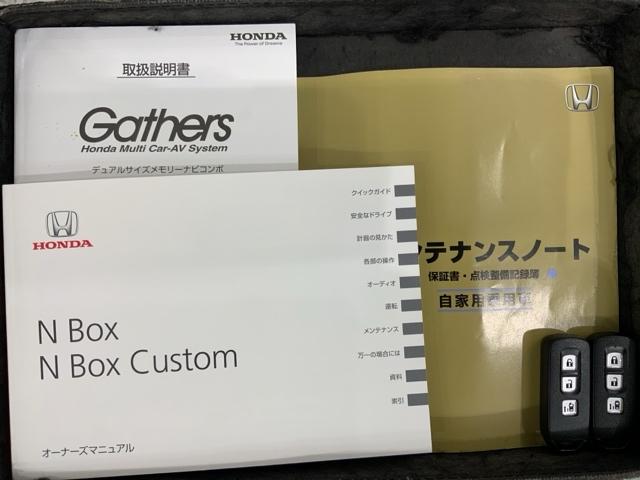 HONDA
The Power of Dreams
取扱説明書
Gathers
Honda Multi Car-AV System
デュアルサイズメモリーナビコンポ
テナンスノート
保証書・点検整備記録簿
自家用乗用車
HONDA
N Box
N Box Custom
オーナーズマニュアル
クイックガイド
安全なドライブ
計器の見かた
各部の操作
オーディオ
運転
メンテナンス
万一の場合には
資料
索引